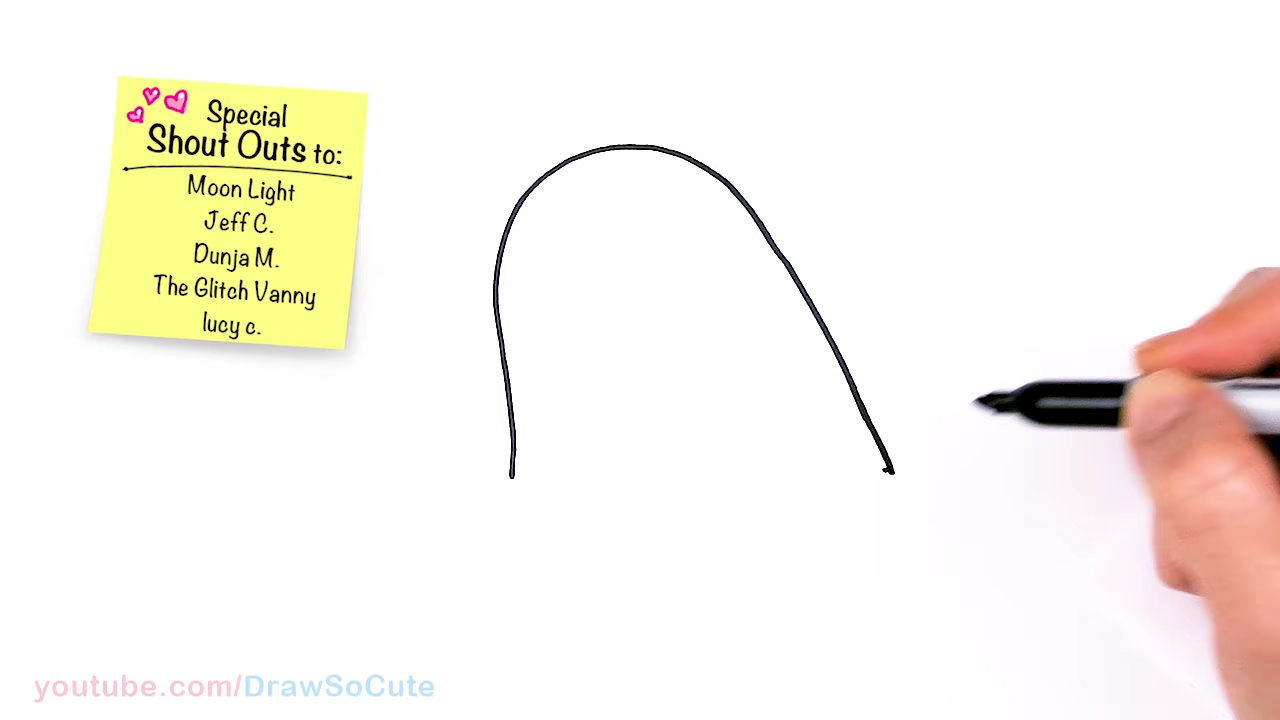 Special
Shout Outs to:
Moon Light
Jeff C.
Dunja M.
The Glitch Vanny
lucy c.
youtube.com/DrawSoCute